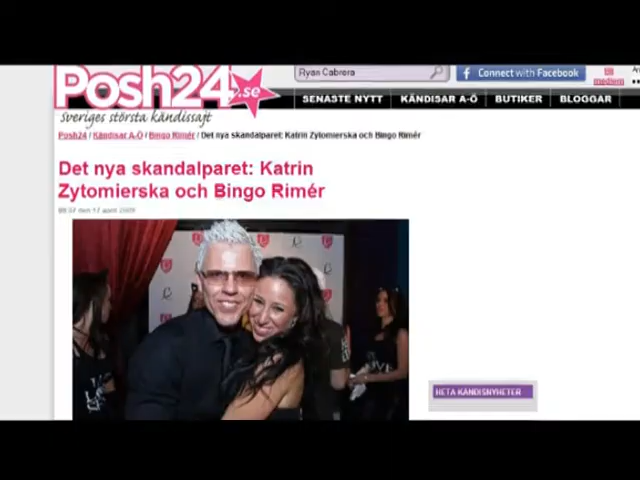 Posh24.se
Sveriges största kändissajt
Ryan Cabrera
Connect with Facebook
SENASTE NYTT KÄNDISAR A-Ö BUTIKER BLOGGAR
Posh24 // Kändisar A-Ö // Bingo Rimér // Det nya skandalparet: Katrin Zytomierska och Bingo Rimér
Det nya skandalparet: Katrin
Zytomierska och Bingo Rimér
HETA KÄNDISNYHETER